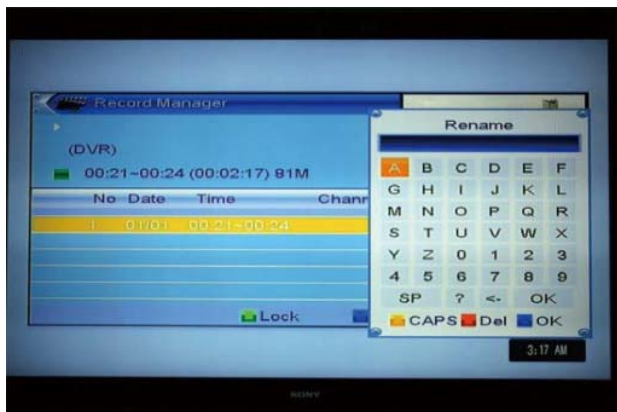 Record Manager
(DVR)
00:21~00:24 (00:02:17) 81M
No Date Time Chann
1 01/01 00:21~00:24
Lock
Rename
A B C D E F
G H I J K L
M N O P Q R
S T U V W X
Y Z 0 1 2 3
4 5 6 7 8 9
SP ? <- OK
CAPS Del OK
3:17 AM
SONY